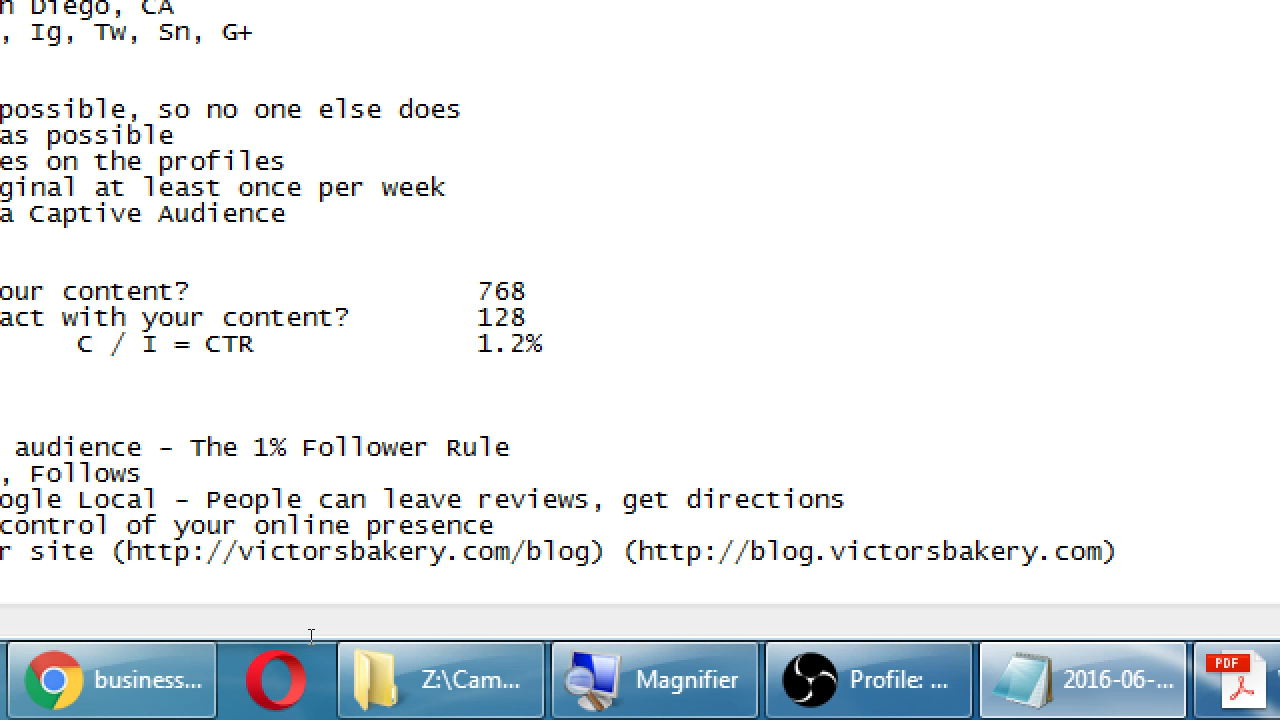 n Diego, CA
, Ig, Tw, Sn, G+
possible, so no one else does
as possible
es on the profiles
ginal at least once per week
a Captive Audience
our content? 768
act with your content? 128
C / I = CTR 1.2%
audience - The 1% Follower Rule
, Follows
ogle Local - People can leave reviews, get directions
control of your online presence
r site (http://victorsbakery.com/blog) (http://blog.victorsbakery.com)
business... Z:\Cam... Magnifier Profile: ... 2016-06-... PDF